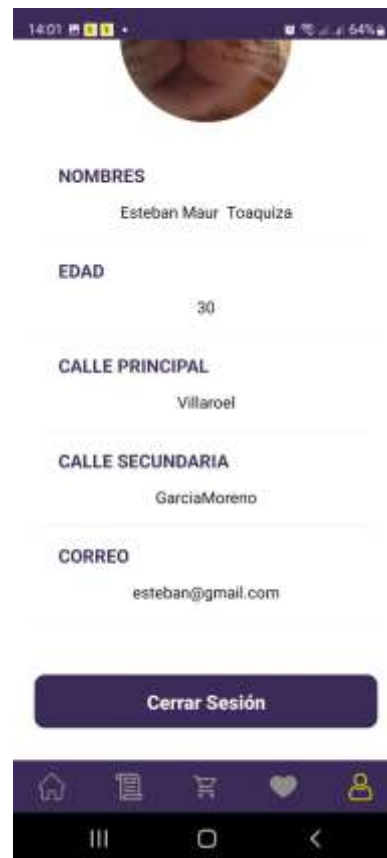 14:01
64%
NOMBRES
Esteban Maur Toaquiza
EDAD
30
CALLE PRINCIPAL
Villaroel
CALLE SECUNDARIA
GarciaMoreno
CORREO
esteban@gmail.com
Cerrar Sesión